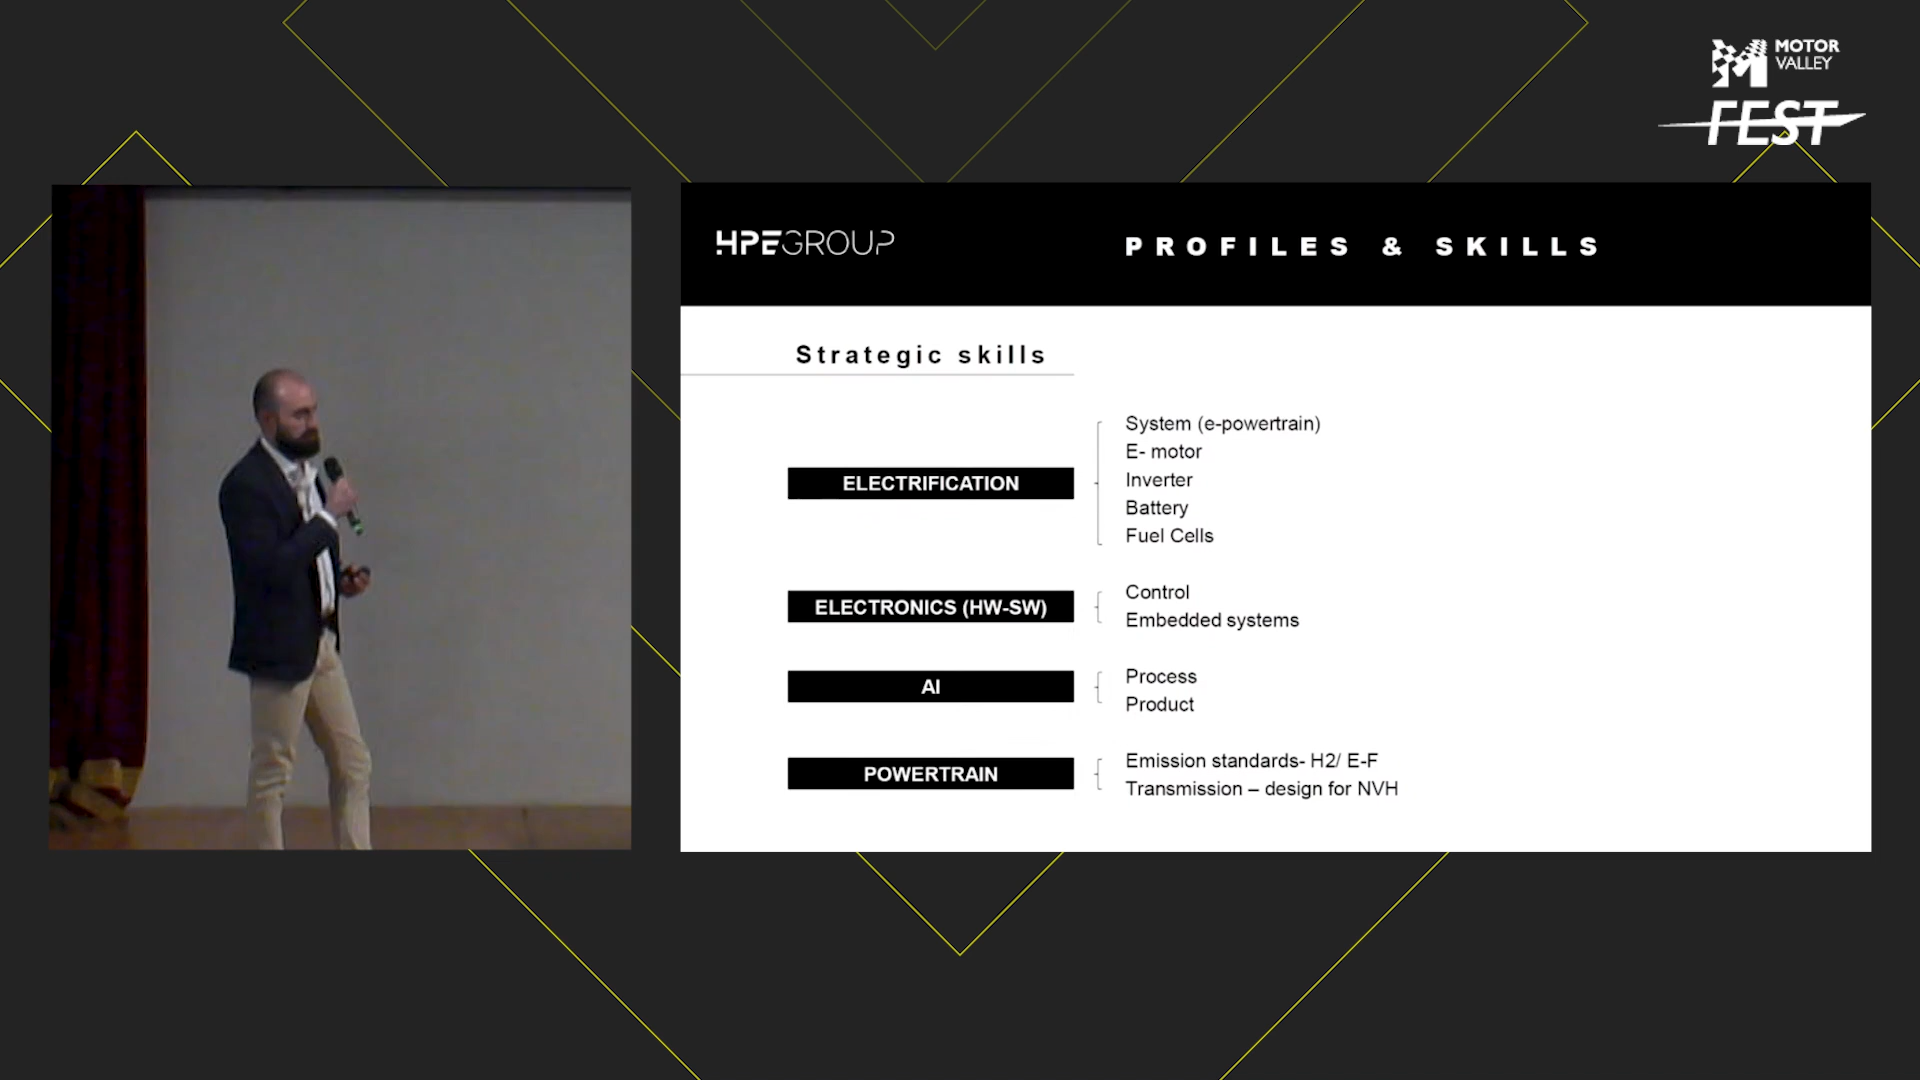 MOTOR
VALLEY
FEST
HPEGROUP
PROFILES & SKILLS
Strategic skills
ELECTRIFICATION
System (e-powertrain)
E- motor
Inverter
Battery
Fuel Cells
ELECTRONICS (HW-SW)
Control
Embedded systems
AI
Process
Product
POWERTRAIN
Emission standards- H2/ E-F
Transmission – design for NVH